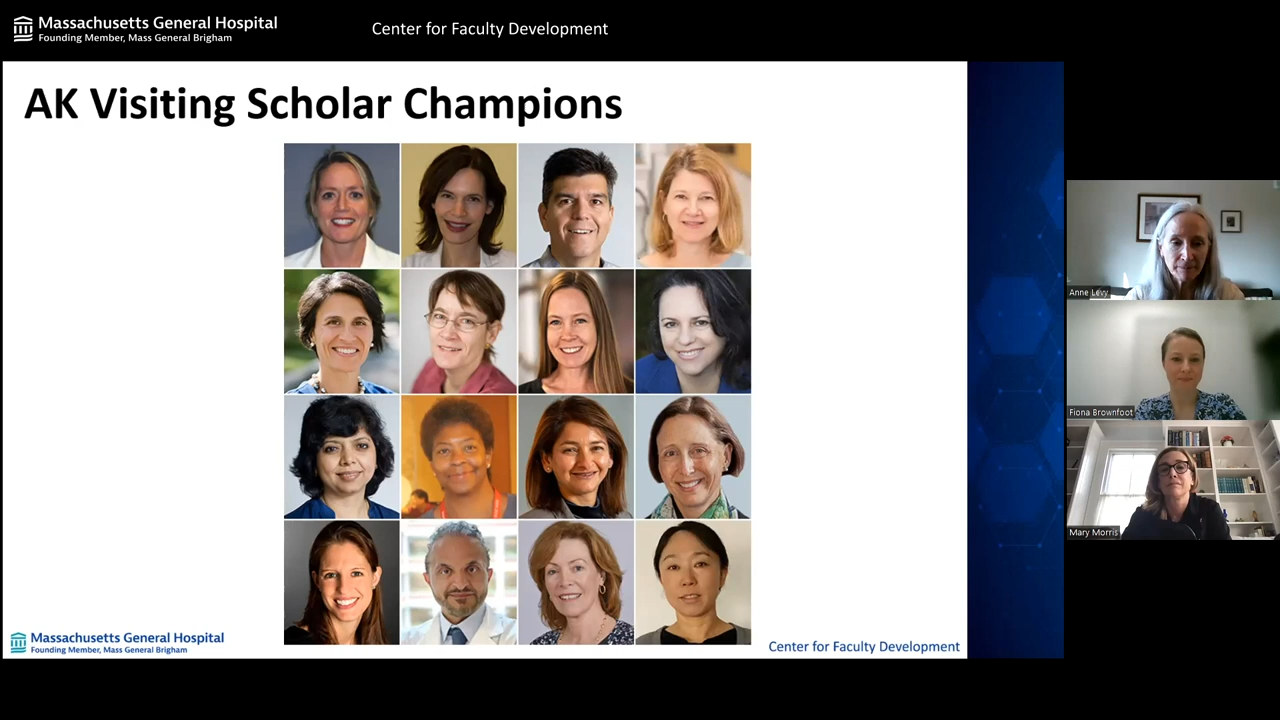 Massachusetts General Hospital
Founding Member, Mass General Brigham
Center for Faculty Development
AK Visiting Scholar Champions
Anne Levy
Fiona Brownfoot
Mary Morris
Massachusetts General Hospital
Founding Member, Mass General Brigham
Center for Faculty Development